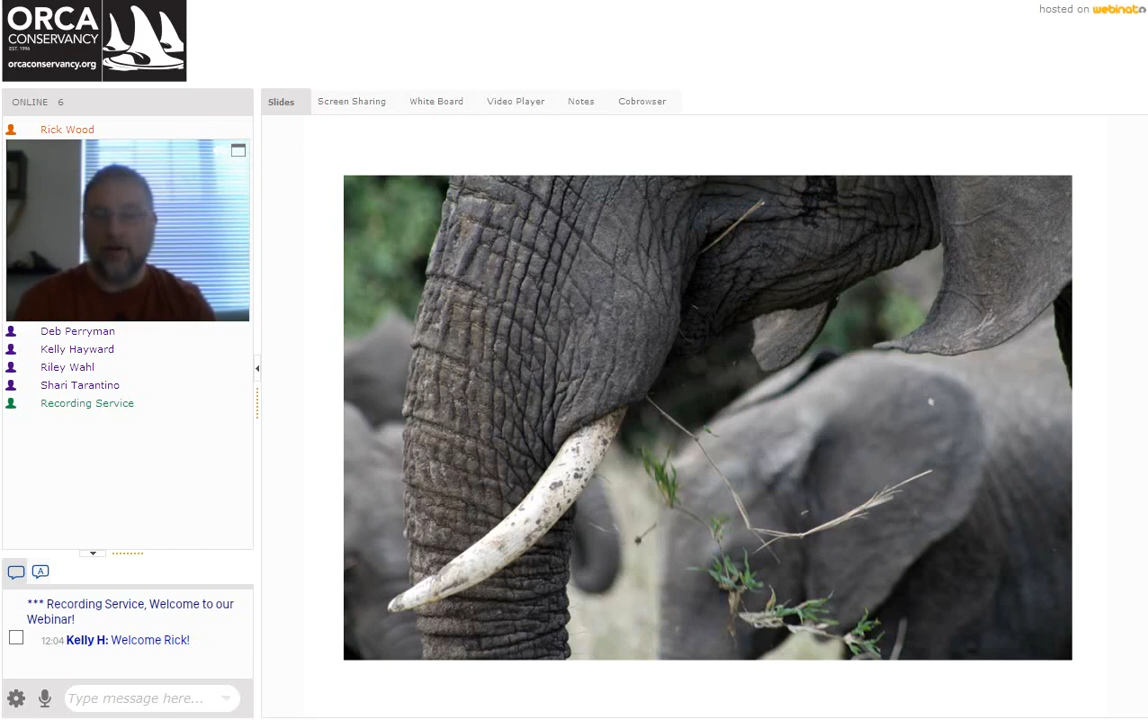 ORCA
CONSERVANCY
EST. 1996
orcaconservancy.org
hosted on webinato
ONLINE 6
Slides
Screen Sharing
White Board
Video Player
Notes
Cobrowser
Rick Wood
Deb Perryman
Kelly Hayward
Riley Wahl
Shari Tarantino
Recording Service
A
*** Recording Service, Welcome to our
Webinar!
12:04 Kelly H: Welcome Rick!
Type message here...